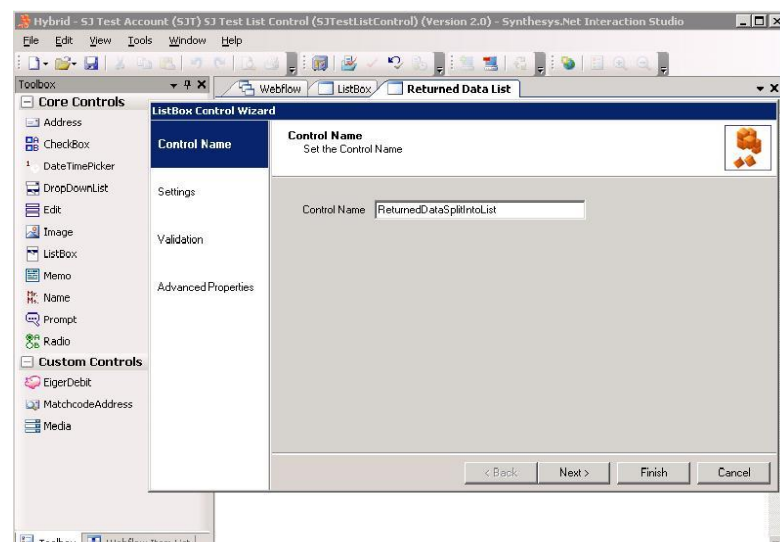 Hybrid - SJ Test Account (SJT) SJ Test List Control (SJTestListControl) (Version 2.0) - Synthesys.Net Interaction Studio
File Edit View Tools Window Help
Toolbox
Webflow ListBox Returned Data List
Core Controls
Address
CheckBox
DateTimePicker
DropDownList
Edit
Image
ListBox
Memo
Name
Prompt
Radio
Custom Controls
EigerDebit
MatchcodeAddress
Media
ListBox Control Wizard
Control Name
Settings
Validation
Advanced Properties
Control Name
Set the Control Name
Control Name ReturnedDataSplitIntoList
< Back Next > Finish Cancel
Toolbox Webflow Item List